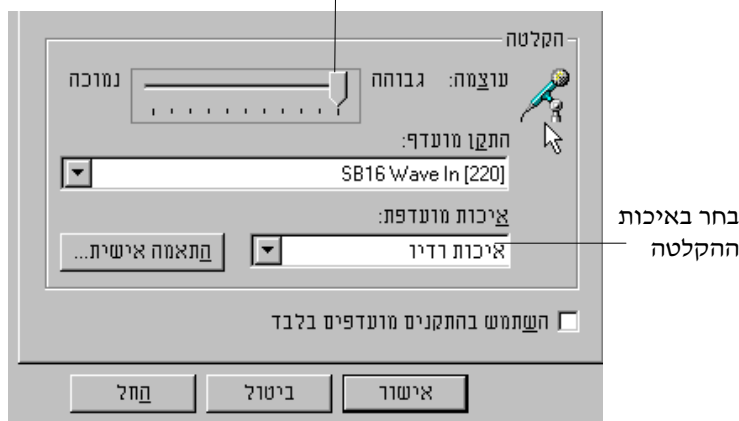 הקלטה
עוצמה: גבוהה נמוכה
התקן מועדף:
SB16 Wave In [220]
איכות מועדפת:
איכות רדיו התאמה אישית...
בחר באיכות
ההקלטה
השתמש בהתקנים מועדפים בלבד
אישור ביטול החל